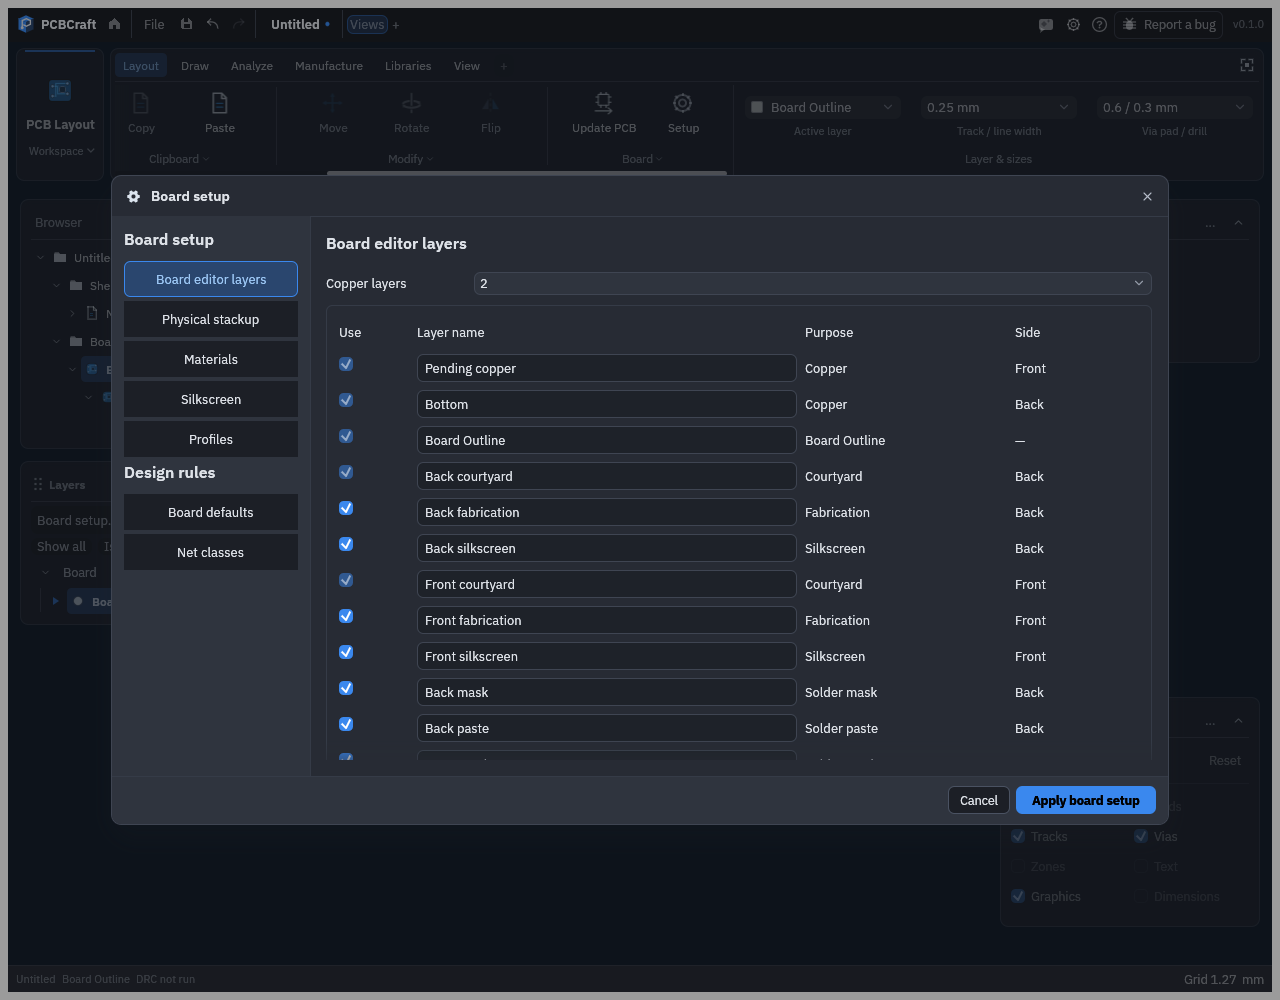 PCBCraft File Untitled Views + Report a bug v0.1.0
Layout Draw Analyze Manufacture Libraries View +
PCB Layout
Workspace
Copy Paste Move Rotate Flip Update PCB Setup
Clipboard Modify Board
Board Outline 0.25 mm 0.6 / 0.3 mm
Active layer Track / line width Via pad / drill
Layer & sizes
Browser
Layers
Board setup.
Show all
Board
Board setup
Board setup
Board editor layers
Physical stackup
Materials
Silkscreen
Profiles
Design rules
Board defaults
Net classes
Board editor layers
Copper layers 2
Use Layer name Purpose Side
Pending copper Copper Front
Bottom Copper Back
Board Outline Board Outline —
Back courtyard Courtyard Back
Back fabrication Fabrication Back
Back silkscreen Silkscreen Back
Front courtyard Courtyard Front
Front fabrication Fabrication Front
Front silkscreen Silkscreen Front
Back mask Solder mask Back
Back paste Solder paste Back
Cancel Apply board setup
... 
... 
Reset
Tracks Vias
Zones Text
Graphics Dimensions
Untitled Board Outline DRC not run Grid 1.27 mm